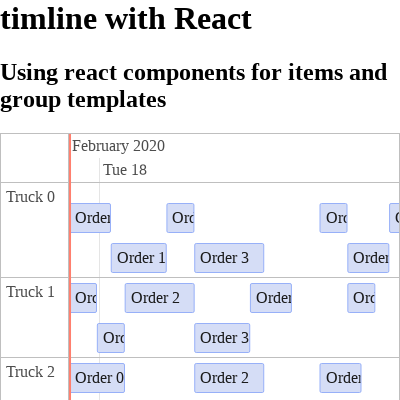 timline with React
Using react components for items and
group templates
February 2020
Tue 18
Truck 0
Order
Orc
Orc
Order 1
Order 3
Order
Truck 1
Orc
Order 2
Order
Orc
Orc
Order 3
Truck 2
Order 0
Order 2
Order